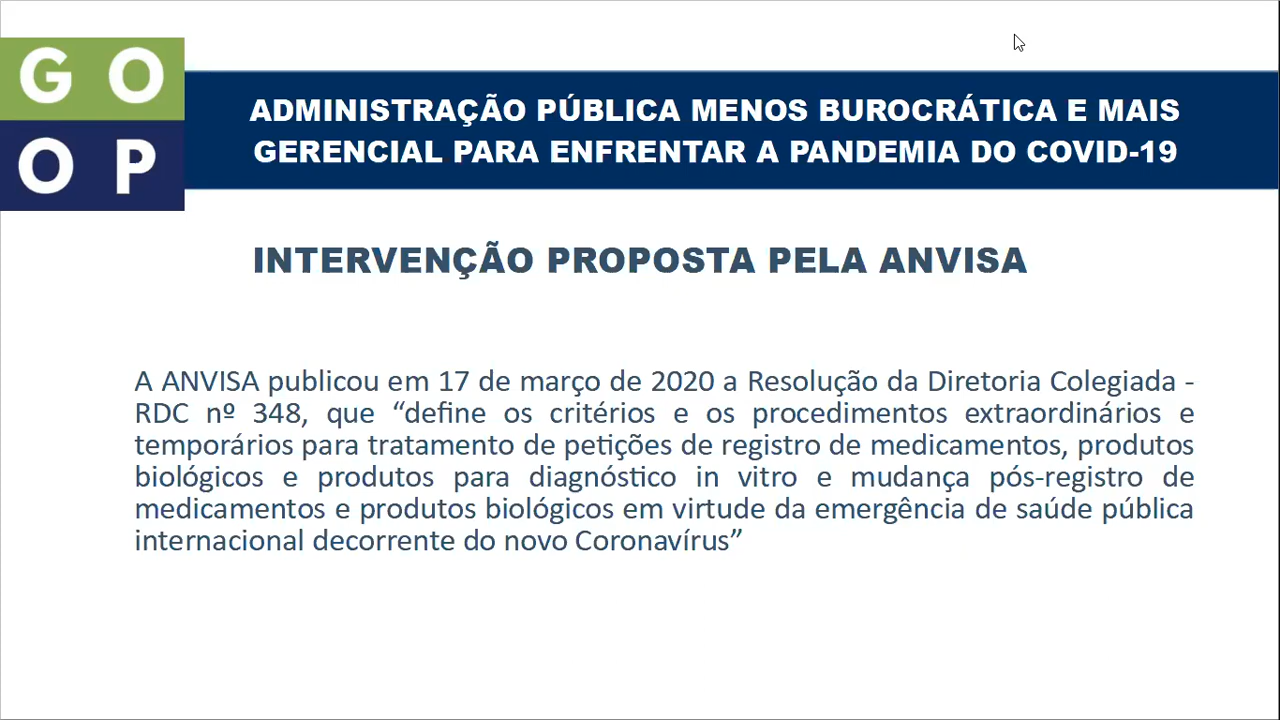 G O
O P
ADMINISTRAÇÃO PÚBLICA MENOS BUROCRÁTICA E MAIS
GERENCIAL PARA ENFRENTAR A PANDEMIA DO COVID-19
INTERVENÇÃO PROPOSTA PELA ANVISA
A ANVISA publicou em 17 de março de 2020 a Resolução da Diretoria Colegiada -
RDC nº 348, que “define os critérios e os procedimentos extraordinários e
temporários para tratamento de petições de registro de medicamentos, produtos
biológicos e produtos para diagnóstico in vitro e mudança pós-registro de
medicamentos e produtos biológicos em virtude da emergência de saúde pública
internacional decorrente do novo Coronavírus”